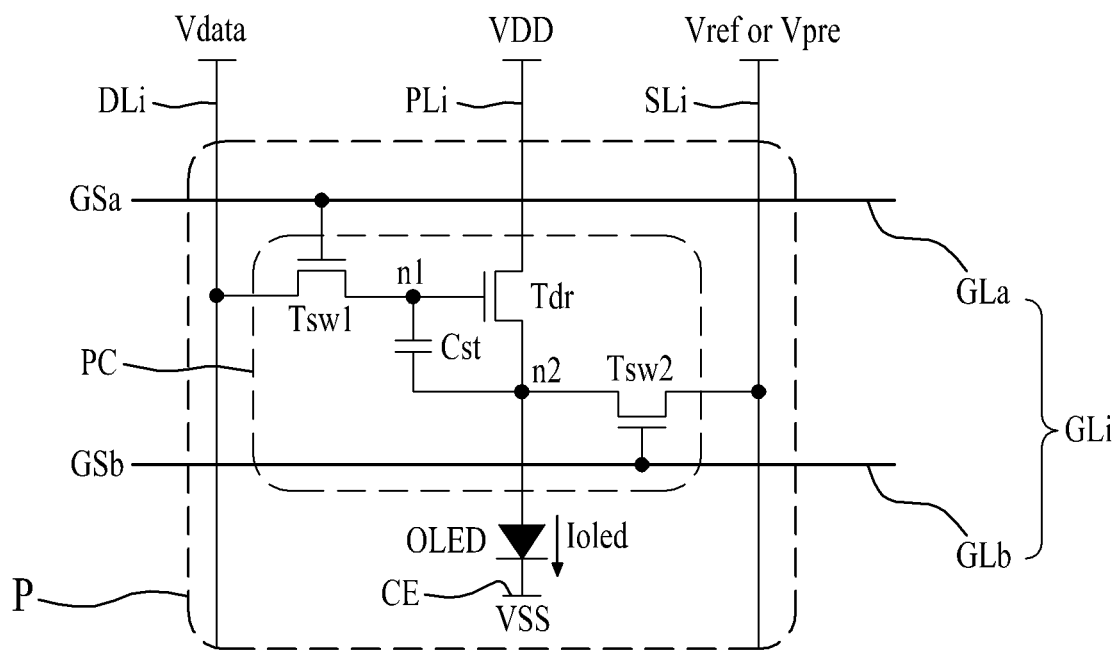 Vdata VDD Vref or Vpre
DLi PLi SLi
GSa
n1
Tdr
GLa
Tsw1
PC
Cst
n2
Tsw2
GLi
GSb
OLED
Ioled
GLb
P
CE
VSS